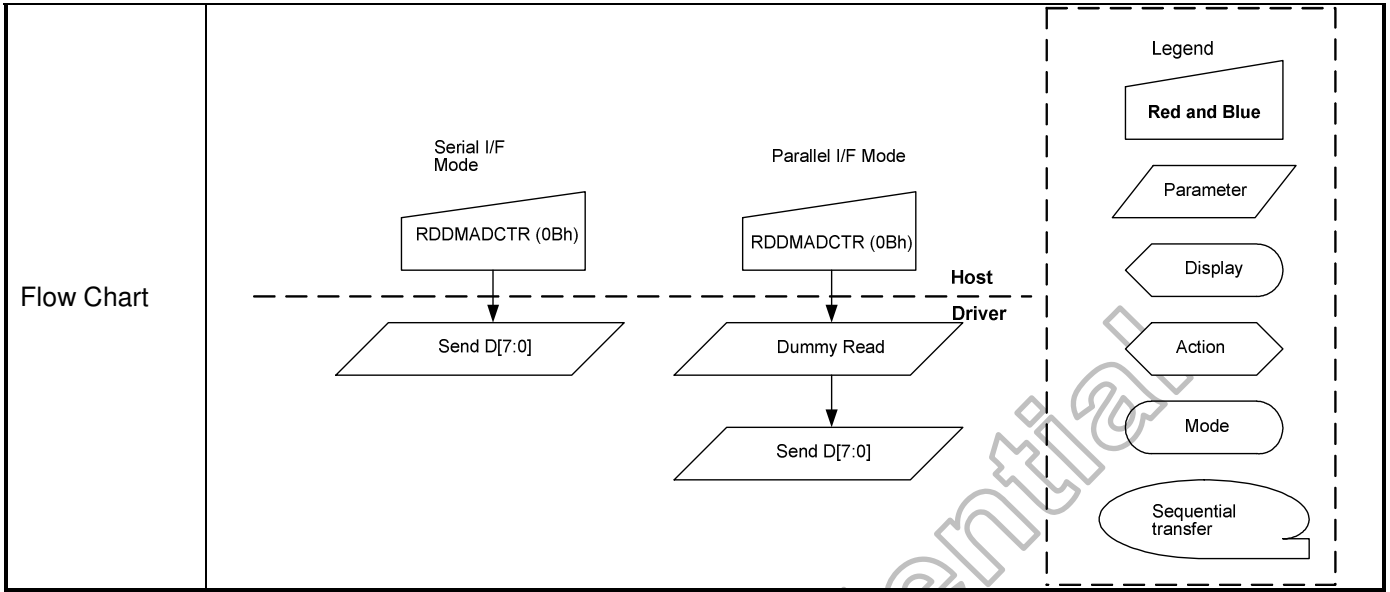 Flow Chart
Serial I/F
Mode
RDDMADCTR (0Bh)
Send D[7:0]
Parallel I/F Mode
RDDMADCTR (0Bh)
Host
Driver
Dummy Read
Send D[7:0]
Legend
Red and Blue
Parameter
Display
Action
Mode
Sequential
transfer
ential